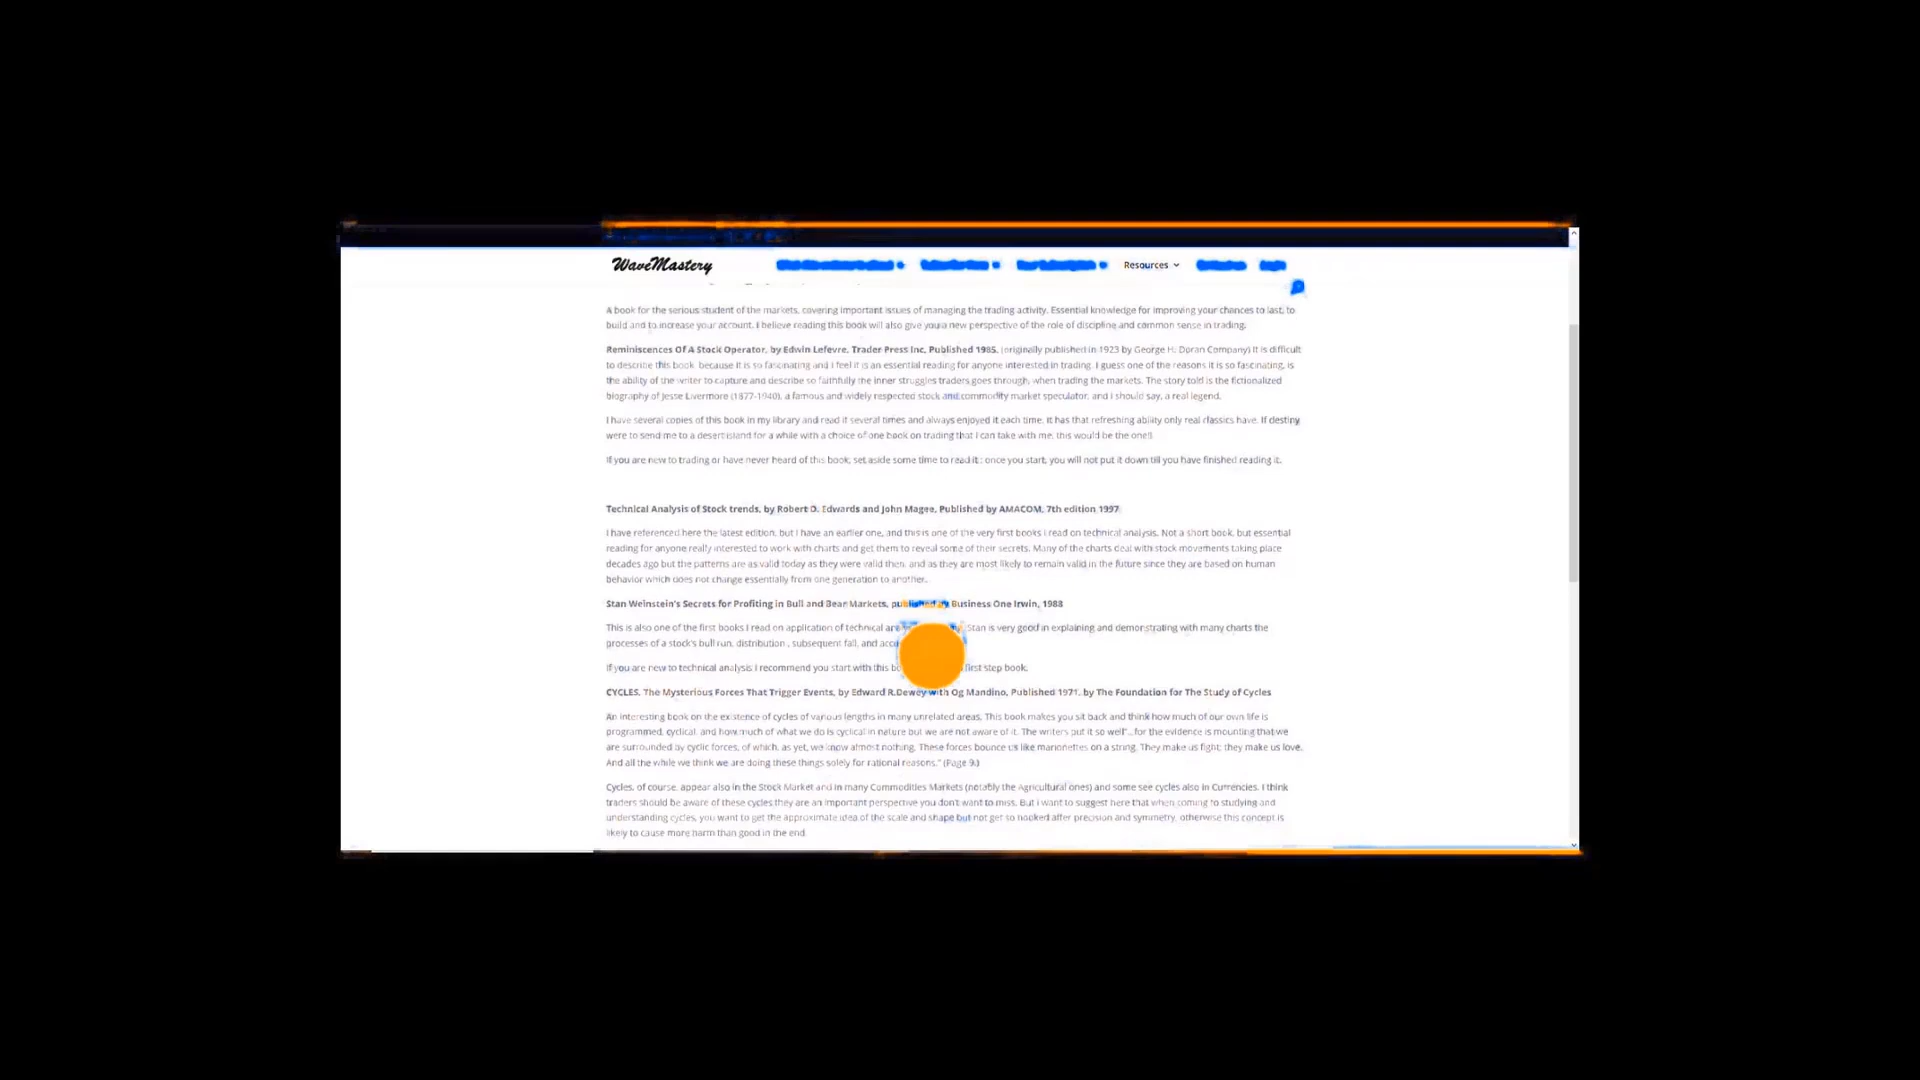 WaveMastery
Resources
A book for the serious student of the markets, covering important issues of managing the trading activity. Essential knowledge for improving your chances to last, to
build and to increase your account. I believe reading this book will also give you a new perspective of the role of discipline and common sense in trading.
Reminiscences Of A Stock Operator, by Edwin Lefevre, Trader Press Inc, Published 1985. (originally published in 1923 by George H. Doran Company) It is difficult
to describe this book, because it is so fascinating and I feel it is an essential reading for anyone interested in trading. I guess one of the reasons it is so fascinating, is
the ability of the writer to capture and describe so faithfully the inner struggles traders goes through, when trading the markets. The story told is the fictionalized
biography of Jesse Livermore (1877-1940), a famous and widely respected stock and commodity market speculator, and I should say, a real legend.
I have several copies of this book in my library and read it several times and always enjoyed it each time. It has that refreshing ability only real classics have. If destiny
were to send me to a desert island for a while with a choice of one book on trading that I can take with me, this would be the one!!
If you are new to trading or have never heard of this book, set aside some time to read it : once you start, you will not put it down till you have finished reading it.
Technical Analysis of Stock trends, by Robert D. Edwards and John Magee, Published by AMACOM, 7th edition 1997
I have referenced here the latest edition, but I have an earlier one, and this is one of the very first books I read on technical analysis. Not a short book, but essential
reading for anyone really interested to work with charts and get them to reveal some of their secrets. Many of the charts deal with stock movements taking place
decades ago but the patterns are as valid today as they were valid then, and as they are most likely to remain valid in the future since they are based on human
behavior which does not change essentially from one generation to another.
Stan Weinstein's Secrets for Profiting in Bull and Bear Markets, published by Business One Irwin, 1988
This is also one of the first books I read on application of technical Stan is very good in explaining and demonstrating with many charts the
processes of a stock's bull run, distribution , subsequent fall, and
If you are new to technical analysis I recommend you start with this first step book.
CYCLES, The Mysterious Forces That Trigger Events, by Edward R.Dewey with Og Mandino, Published 1971, by The Foundation for The Study of Cycles
An interesting book on the existence of cycles of various lengths in many unrelated areas. This book makes you sit back and think how much of our own life is
programmed, cyclical, and how much of what we do is cyclical in nature but we are not aware of it. The writers put it so well"...for the evidence is mounting that we
are surrounded by cyclic forces, of which, as yet, we know almost nothing. These forces bounce us like marionettes on a string. They make us fight; they make us love.
And all the while we think we are doing these things solely for rational reasons." (Page 9.)
Cycles, of course, appear also in the Stock Market and in many Commodities Markets (notably the Agricultural ones) and some see cycles also in Currencies. I think
traders should be aware of these cycles they are an important perspective you don't want to miss. But I want to suggest here that when coming to studying and
understanding cycles, you want to get the approximate idea of the scale and shape but not get so hooked after precision and symmetry, otherwise this concept is
likely to cause more harm than good in the end.